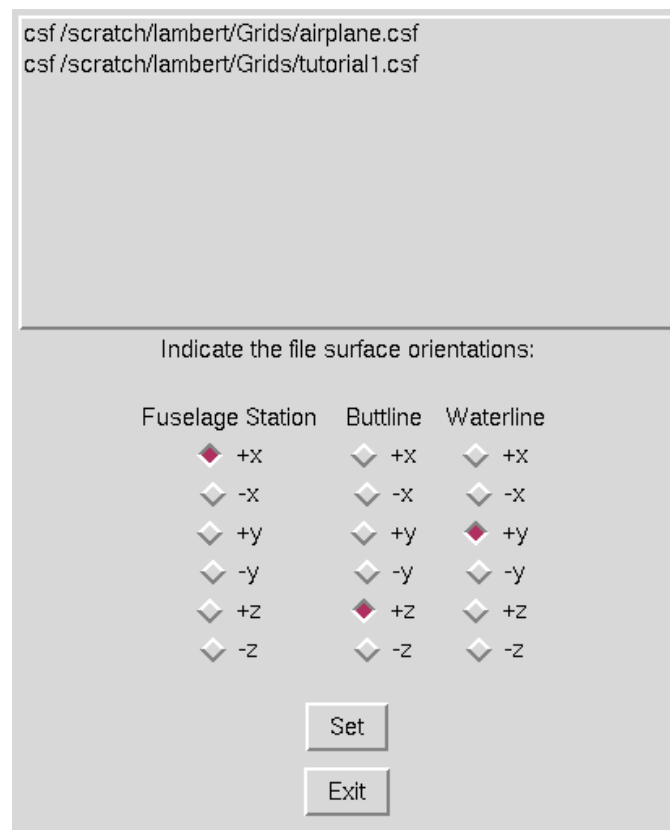 csf /scratch/lambert/Grids/airplane.csf
csf /scratch/lambert/Grids/tutorial1.csf
Indicate the file surface orientations:
Fuselage Station Buttline Waterline
+x +x +x
-x -x -x
+y +y +y
-y -y -y
+z +z +z
-z -z -z
Set
Exit